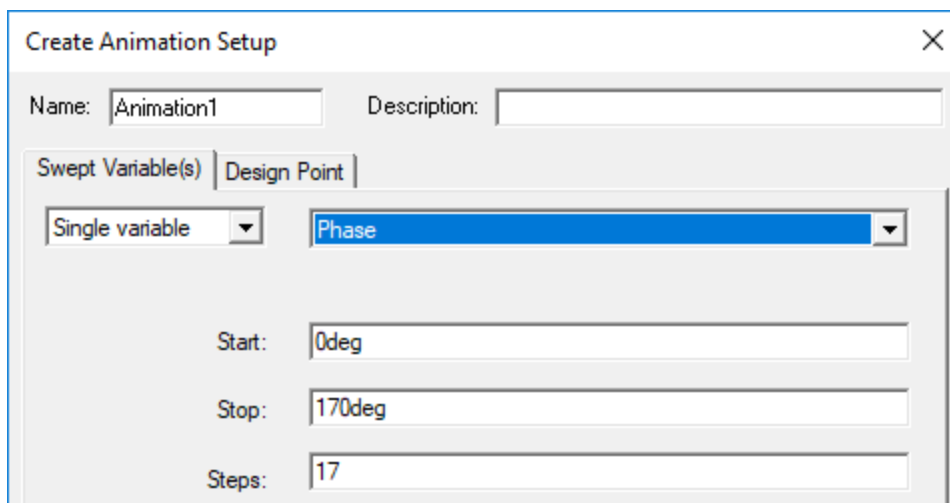 Create Animation Setup
Name: Animation1 Description:
Swept Variable(s) Design Point
Single variable Phase
Start: 0deg
Stop: 170deg
Steps: 17